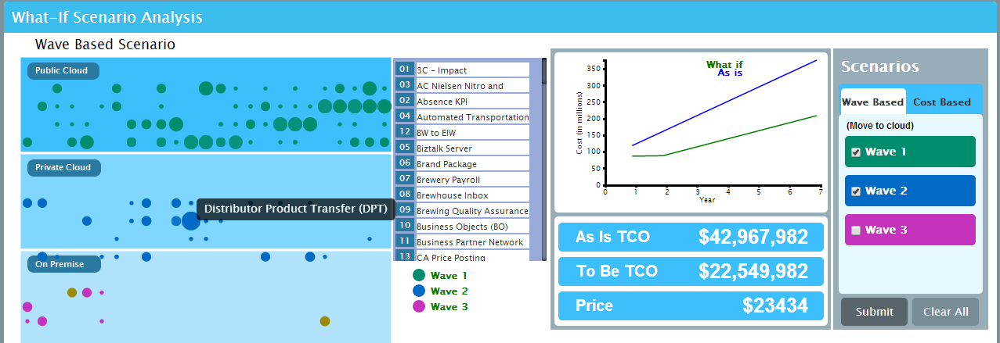 What-If Scenario Analysis
Wave Based Scenario
Public Cloud
Private Cloud
Distributor Product Transfer (DPT)
On Premise
01 3C - Impact
03 AC Nielsen Nitro and
02 Absence KPI
04 Automated Transportation
12 BW to EIW
05 Biztalk Server
06 Brand Package
07 Brewery Payroll
08 Brewhouse Inbox
09 Brewing Quality Assurance
10 Business Objects (BO)
11 Business Partner Network
13 CA Price Posting
Wave 1
Wave 2
Wave 3
What if
As is
Cost (in millions)
350
300
250
200
150
100
50
0
0 1 2 3 4 5 6 7
Year
As Is TCO $42,967,982
To Be TCO $22,549,982
Price $23434
Scenarios
Wave Based Cost Based
(Move to cloud)
Wave 1
Wave 2
Wave 3
Submit Clear All